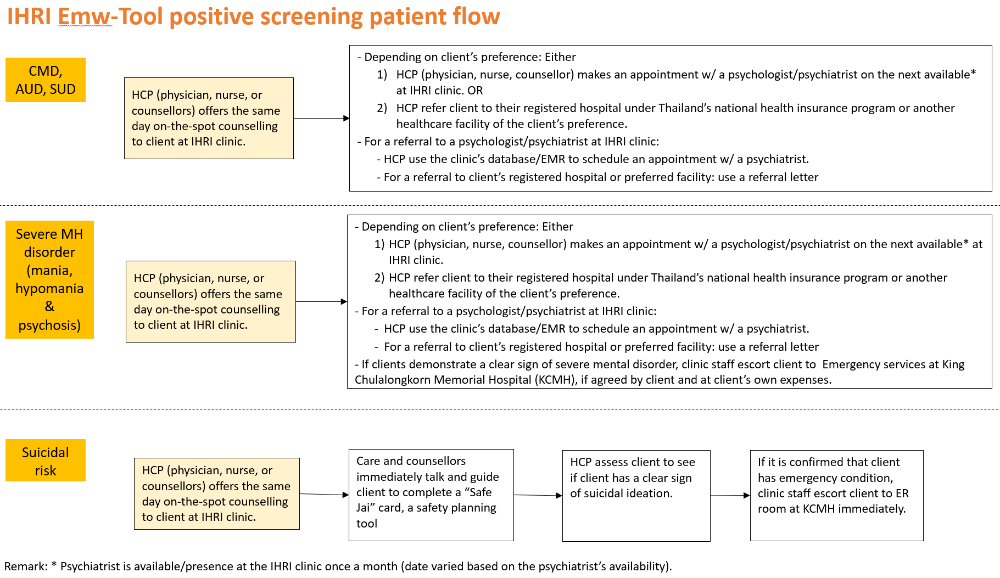 IHRI Emw-Tool positive screening patient flow
CMD,
AUD, SUD
HCP (physician, nurse, or
counsellors) offers the same
day on-the-spot counselling
to client at IHRI clinic.
- Depending on client’s preference: Either
1) HCP (physician, nurse, counsellor) makes an appointment w/ a psychologist/psychiatrist on the next available*
at IHRI clinic. OR
2) HCP refer client to their registered hospital under Thailand’s national health insurance program or another
healthcare facility of the client’s preference.
- For a referral to a psychologist/psychiatrist at IHRI clinic:
- HCP use the clinic’s database/EMR to schedule an appointment w/ a psychiatrist.
- For a referral to client’s registered hospital or preferred facility: use a referral letter
Severe MH
disorder
(mania,
hypomania
&
psychosis)
HCP (physician, nurse, or
counsellors) offers the same
day on-the-spot counselling
to client at IHRI clinic.
- Depending on client’s preference: Either
1) HCP (physician, nurse, counsellor) makes an appointment w/ a psychologist/psychiatrist on the next available* at
IHRI clinic.
2) HCP refer client to their registered hospital under Thailand’s national health insurance program or another
healthcare facility of the client’s preference.
- For a referral to a psychologist/psychiatrist at IHRI clinic:
- HCP use the clinic’s database/EMR to schedule an appointment w/ a psychiatrist.
- For a referral to client’s registered hospital or preferred facility: use a referral letter
- If clients demonstrate a clear sign of severe mental disorder, clinic staff escort client to Emergency services at King
Chulalongkorn Memorial Hospital (KCMH), if agreed by client and at client’s own expenses.
Suicidal
risk
HCP (physician, nurse, or
counsellors) offers the same
day on-the-spot counselling
to client at IHRI clinic.
Care and counsellors
immediately talk and guide
client to complete a “Safe
Jai” card, a safety planning
tool
HCP assess client to see
if client has a clear sign
of suicidal ideation.
If it is confirmed that client
has emergency condition,
clinic staff escort client to ER
room at KCMH immediately.
Remark: * Psychiatrist is available/presence at the IHRI clinic once a month (date varied based on the psychiatrist’s availability).